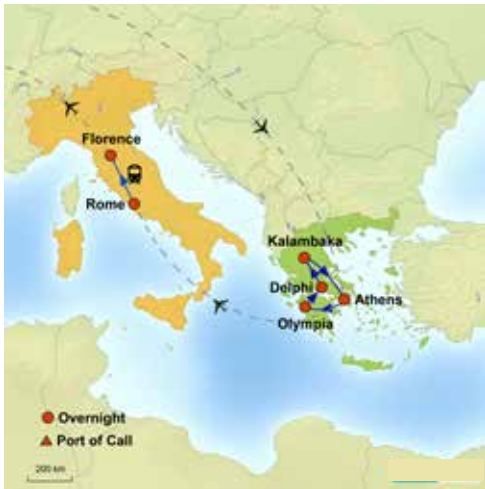 Florence
Rome
Kalambaka
Delphi
Athens
Olympia
Overnight
Port of Call
200 km